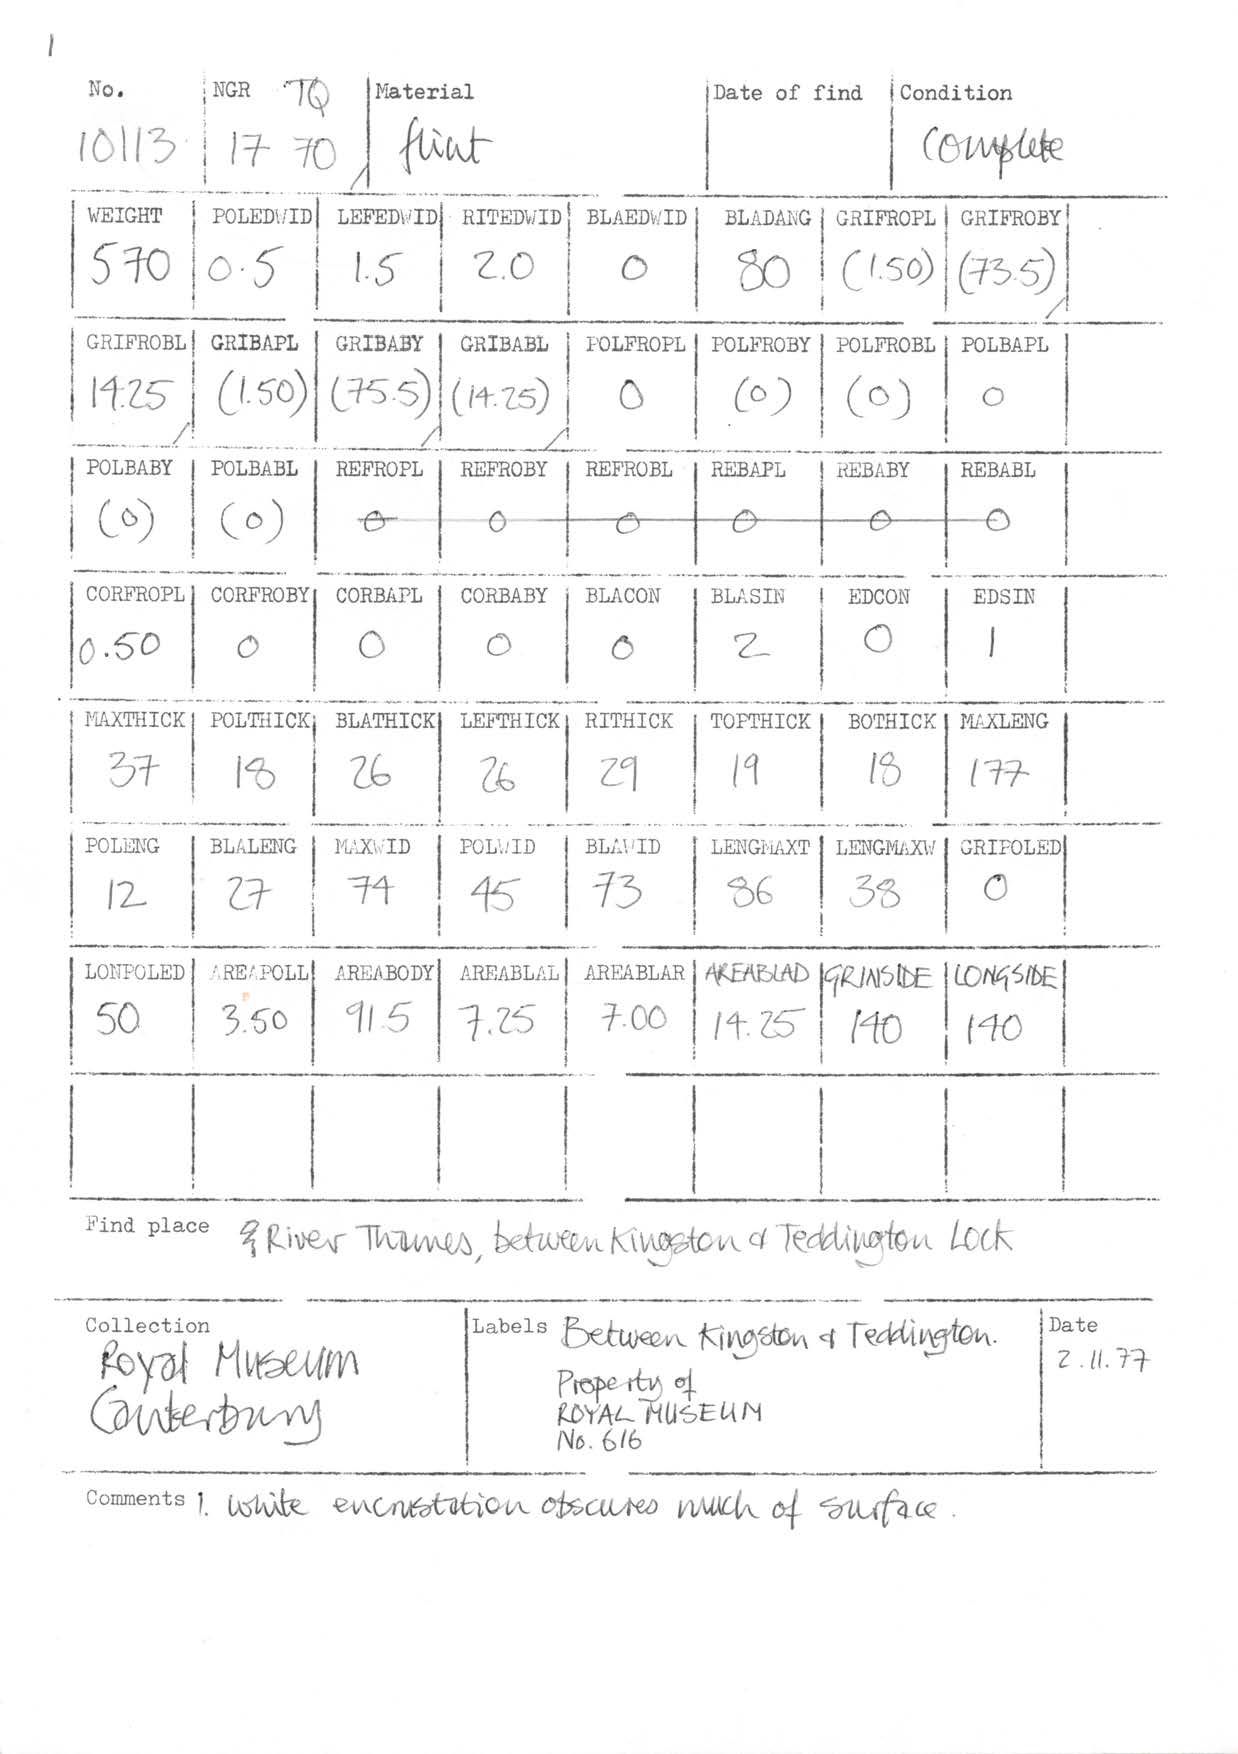 1
No. NGR TQ Material Date of find Condition
10113 17 70 flint complete
WEIGHT POLEDWID LEFEDWID RITEDWID BLAEDWID BLADANG GRIFROPL GRIFROBY
570 0.5 1.5 2.0 0 80 (1.50) (73.5)
GRIFROBL GRIBAPL GRIBABY GRIBABL POLFROPL POLFROBY POLFROBL POLBAPL
14.25 (1.50) (75.5) (14.25) 0 (0) (0) 0
POLBABY POLBABL REFROPL REFROBY REFROBL REBAPL REBABY REBABL
(0) (0) 0 0 0 0 0 0
CORFROPL CORFROBY CORBAPL CORBABY BLACON BLASIN EDCON EDSIN
0.50 0 0 0 0 2 0 1
MAXTHICK POLTHICK BLATHICK LEFTHICK RITHICK TOPTHICK BOTHICK MAXLENG
37 18 26 26 29 19 18 177
POLENG BLALENG MAXWID POLWID BLAWID LENGMAXT LENGMAXW GRIPOLED
12 27 74 45 73 86 38 0
LONPOLED AREAPOLL AREABODY AREABLAL AREABLAR AREABLAD GRINSIDE LONGSIDE
50 3.50 91.5 7.25 7.00 14.25 140 140
Find place River Thames, between Kingston & Teddington Lock
Collection Labels Between Kingston & Teddington. Date
Royal Museum 2.11.77
Canterbury Property of
ROYAL MUSEUM
No. 616
Comments 1. white encrustation obscures much of surface.